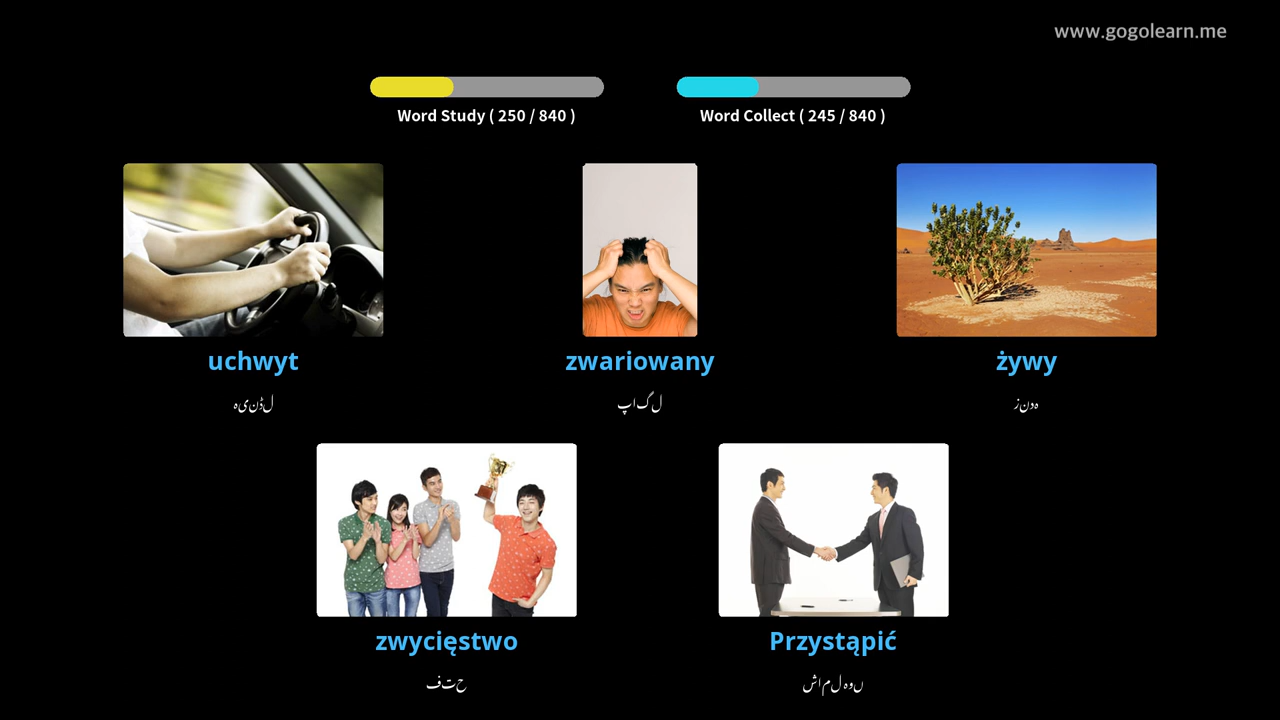 www.gogolearn.me
Word Study ( 250 / 840 )
Word Collect ( 245 / 840 )
uchwyt
ہینڈل
zwariowany
پاگل
żywy
زندہ
zwycięstwo
فتح
Przystąpić
شامل ہوں